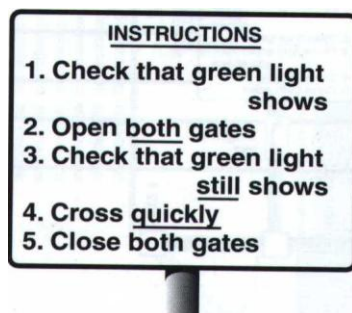 INSTRUCTIONS
1. Check that green light
shows
2. Open both gates
3. Check that green light
still shows
4. Cross quickly
5. Close both gates